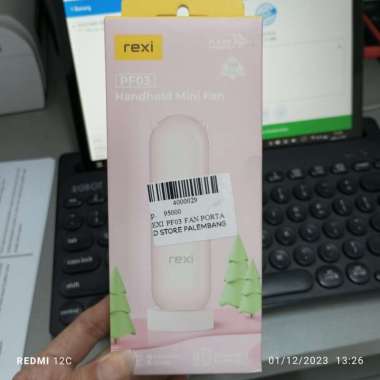 rexi
PF03
Handheld Mini Fan
4000029
P 95000
EXI PF03 FAN PORTA
D STORE PALEMBANG
rexi
REDMI 12C
01/12/2023 13:26